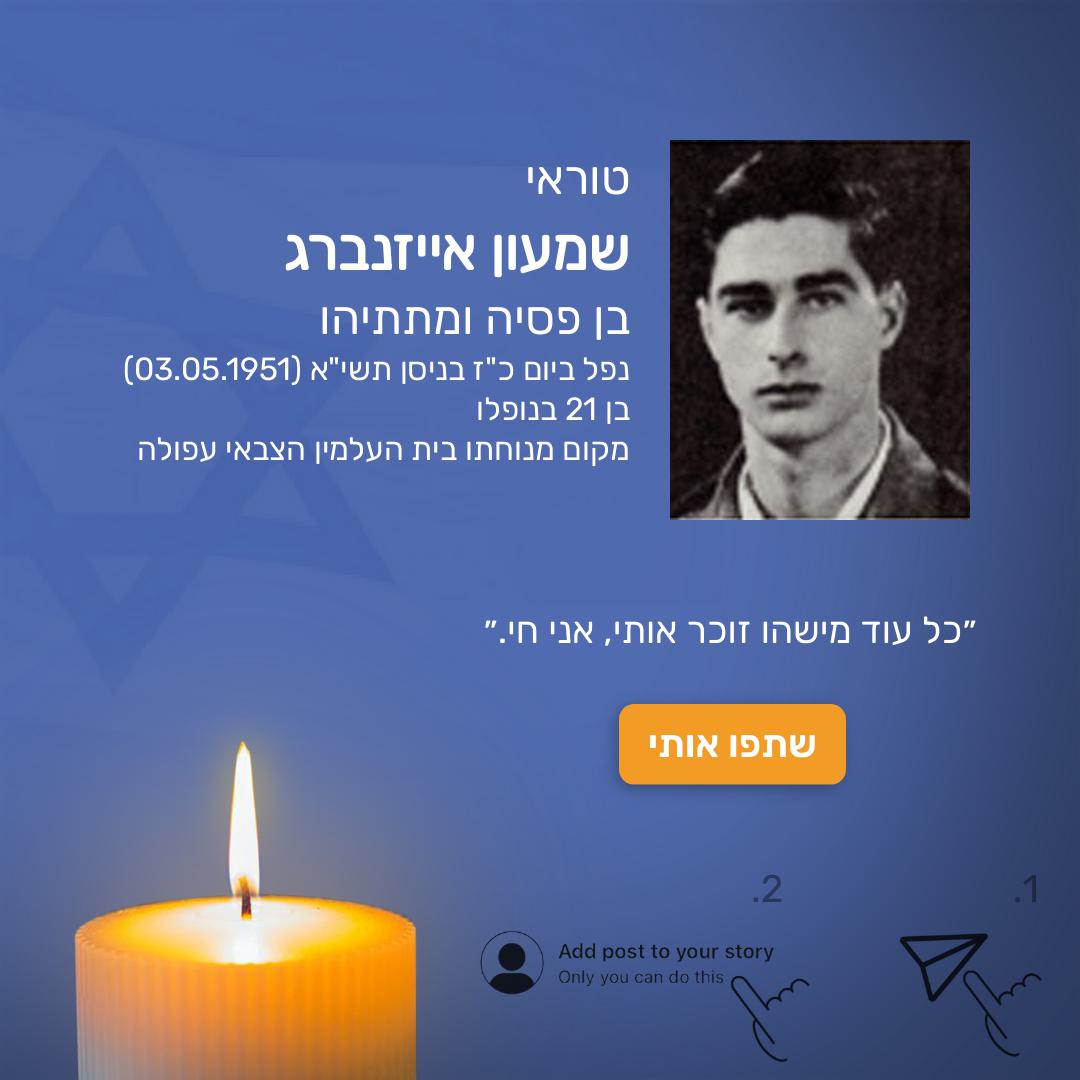 טוראי
שמעון אייזנברג
בן פסיה ומתתיהו
נפל ביום כ"ז בניסן תשי"א (03.05.1951)
בן 21 בנופלו
מקום מנוחתו בית העלמין הצבאי עפולה
״כל עוד מישהו זוכר אותי, אני חי.״
שתפו אותי
1.
2.
Add post to your story
Only you can do this